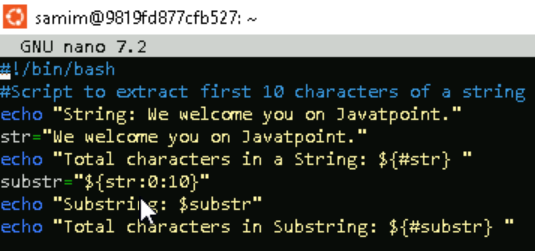 samim@9819fd877cfb527: ~
GNU nano 7.2
#!/bin/bash
#Script to extract first 10 characters of a string
echo "String: We welcome you on Javatpoint."
str="We welcome you on Javatpoint."
echo "Total characters in a String: ${#str} "
substr="${str:0:10}"
echo "Substring: $substr"
echo "Total characters in Substring: ${#substr} "